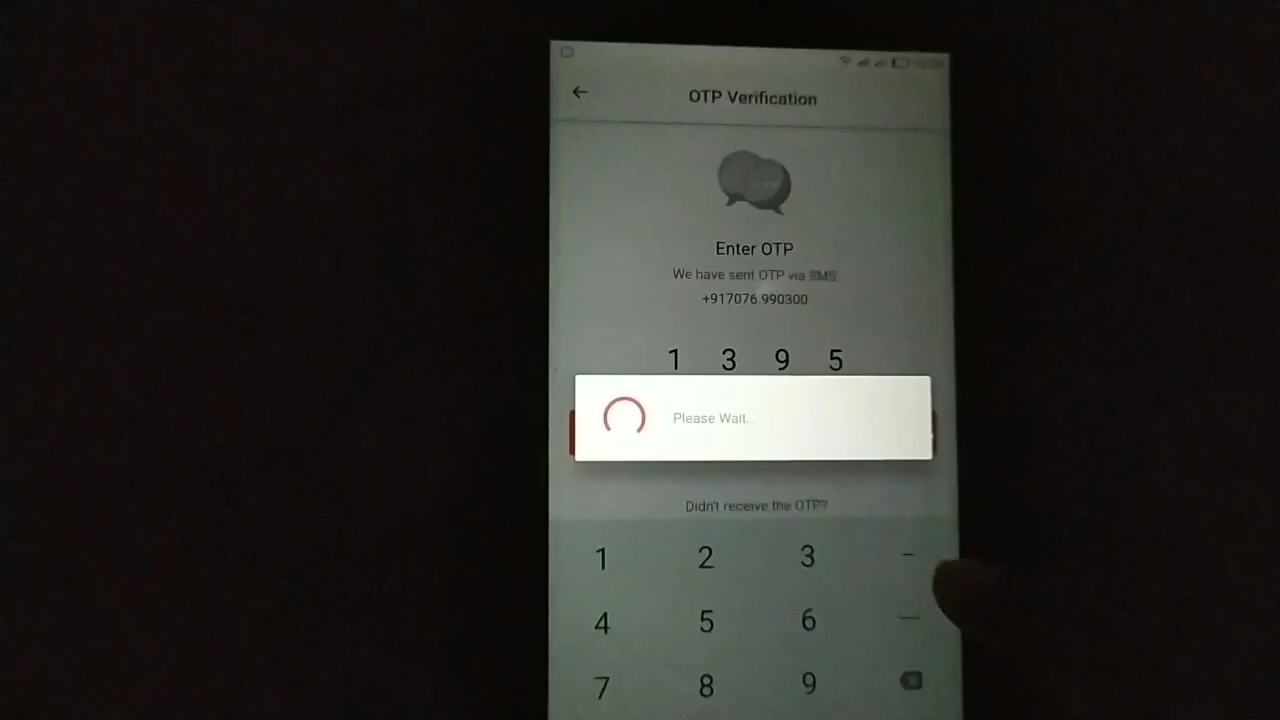 OTP Verification
Enter OTP
We have sent OTP via SMS
+917076990300
1 3 9 5
Please Wait...
Didn't receive the OTP?
1 2 3 -
4 5 6
7 8 9